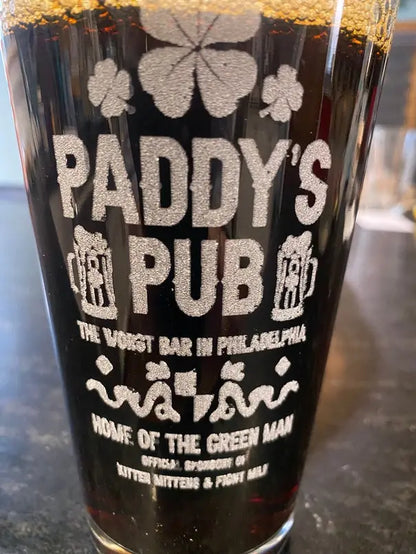 PADDY'S
PUB
THE WORST BAR IN PHILADELPHIA
HOME OF THE GREEN MAN
OFFICIAL SPONSORS OF
KITTEN MITTENS & FIGHT MILK